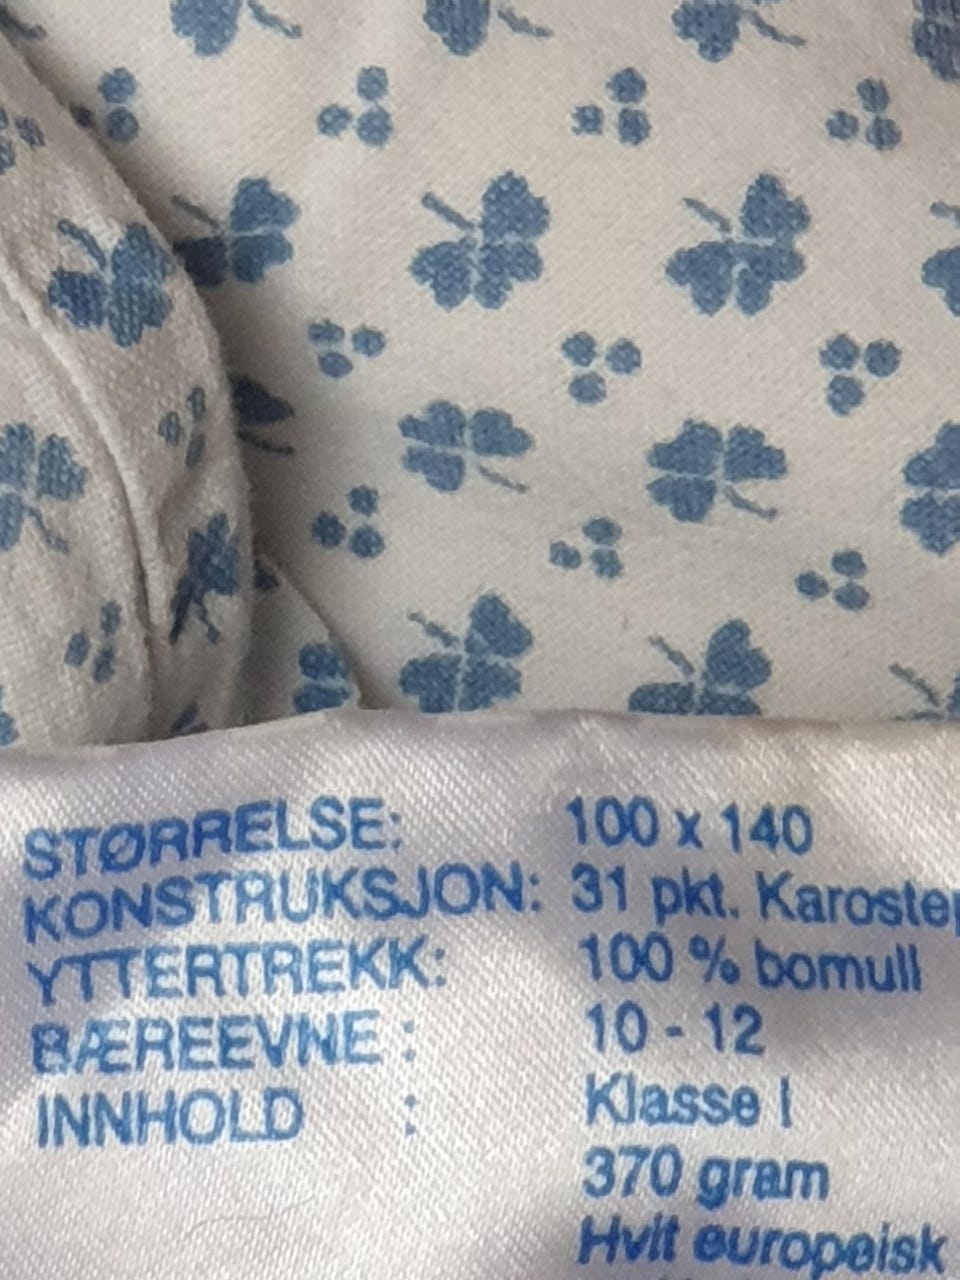 STØRRELSE: 100 x 140
KONSTRUKSJON: 31 pkt. Karostep
YTTERTREKK: 100 % bomull
BÆREEVNE : 10 - 12
INNHOLD : Klasse I
370 gram
Hvit europeisk